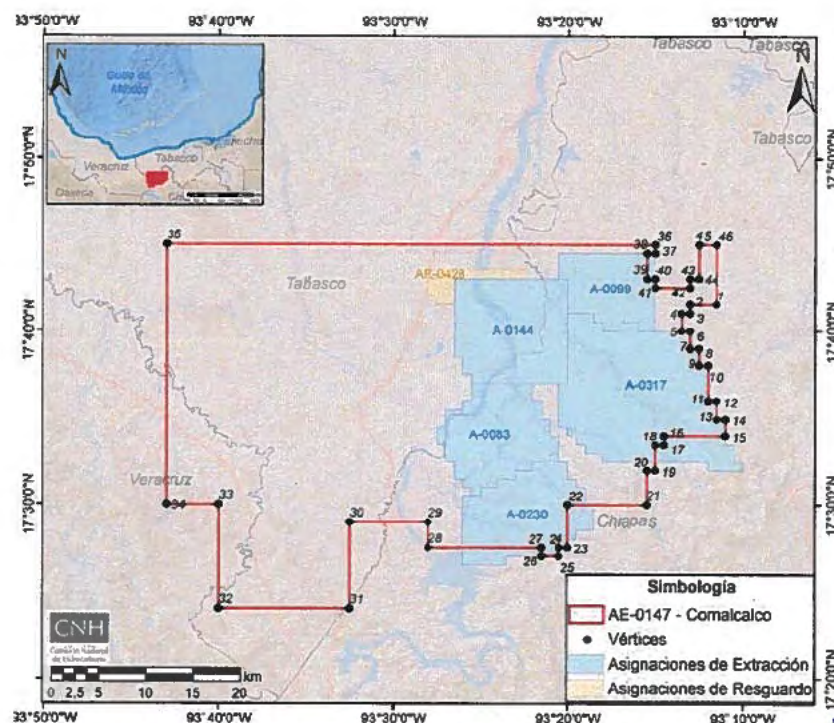 93°50'0"W 93°40'0"W 93°30'0"W 93°20'0"W 93°10'0"W
N
Golfo de
México
Veracruz
Tabasco
Oaxaca
Tabasco
Tabasco
N
Tabasco
17°50'0"N
17°50'0"N
35
36
38
37
45
46
Tabasco
AR-0428
39
40
43
44
A-0099
41
42
2
1
4
3
17°40'0"N
17°40'0"N
A-0144
5
6
7
8
9
10
A-0317
11
12
13
14
A-0083
18
16
15
17
20
19
Veracruz
17°30'0"N
17°30'0"N
34
33
22
21
30
29
A-0230
Chiapas
28
27
24
23
26
25
32
31
Simbología
AE-0147 - Comalcalco
Vértices
Asignaciones de Extracción
Asignaciones de Resguardo
CNH
Comisión Nacional
de Hidrocarburos
0 2.5 5 10 15 20 km
17°20'0"N
93°50'0"W 93°40'0"W 93°30'0"W 93°20'0"W 93°10'0"W